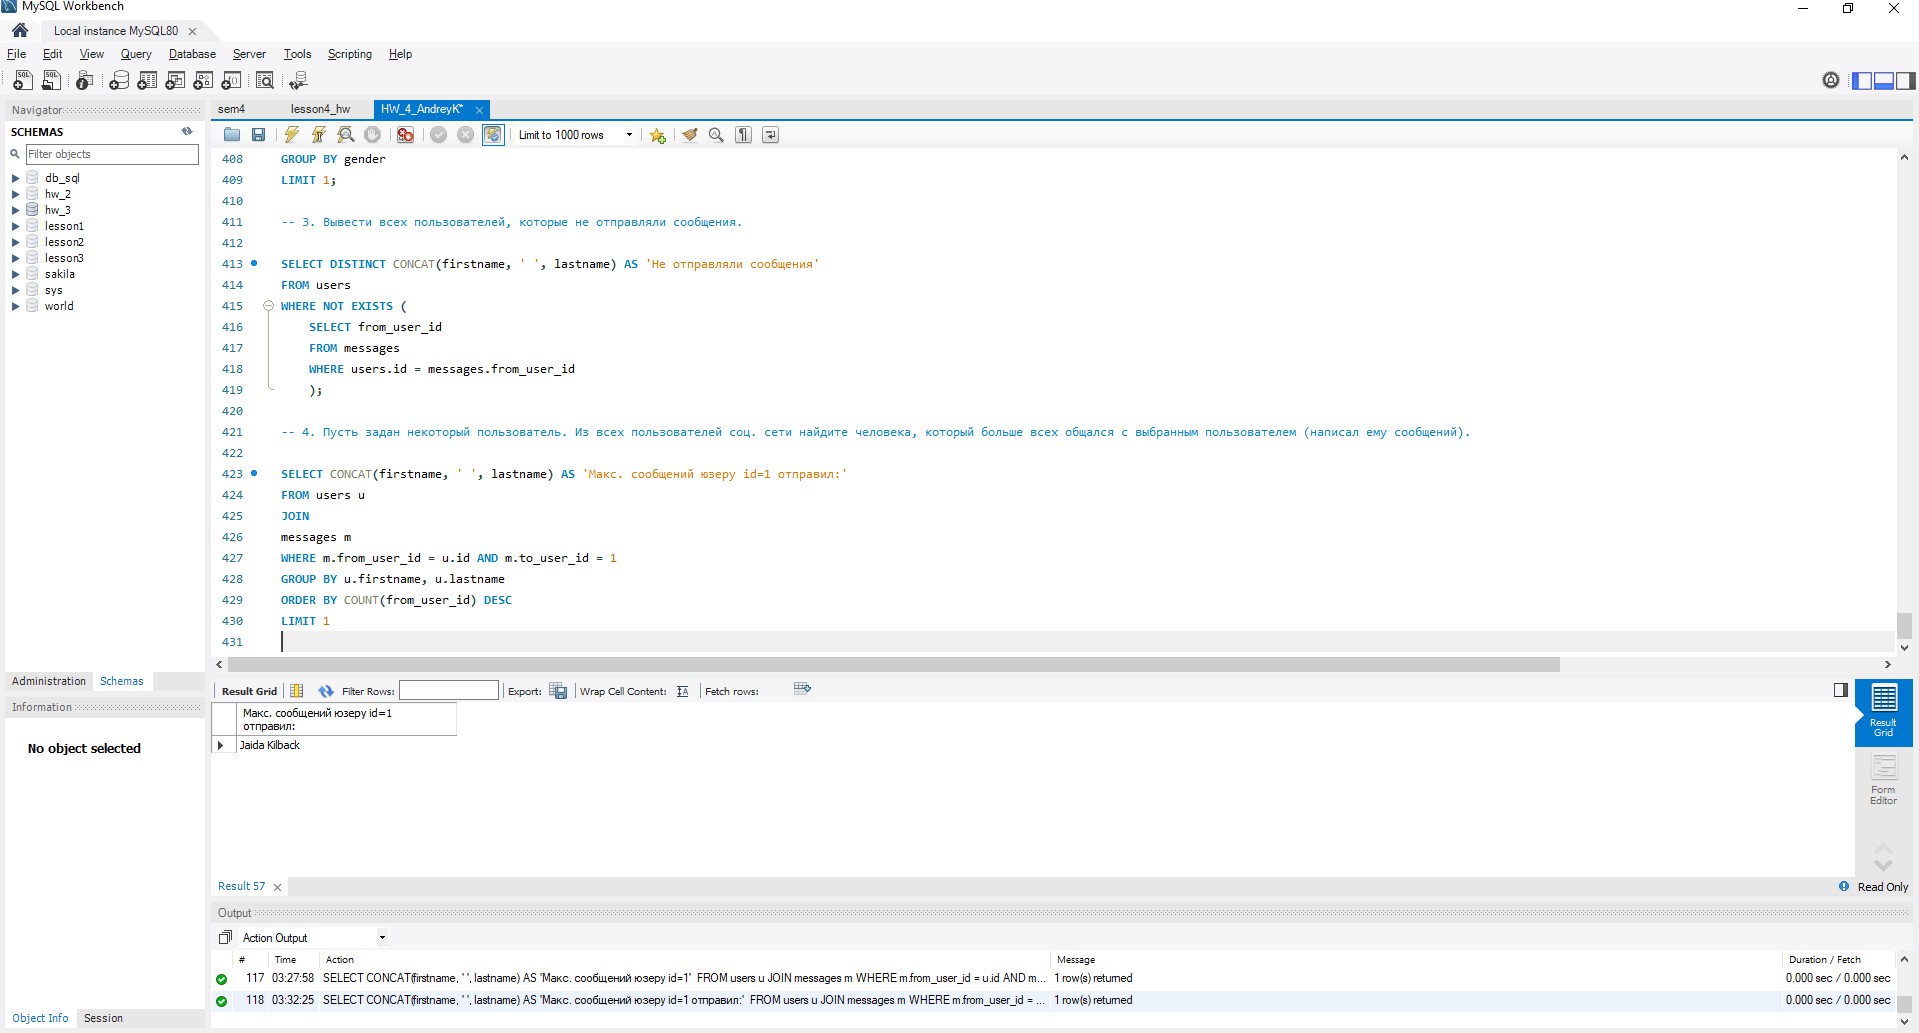 MySQL Workbench
Local instance MySQL80
File Edit View Query Database Server Tools Scripting Help
Navigator
SCHEMAS
Filter objects
db_sql
hw_2
hw_3
lesson1
lesson2
lesson3
sakila
sys
world
Administration Schemas
Information
No object selected
Object Info Session
sem4 lesson4_hw HW_4_AndreyK*
Limit to 1000 rows
408 GROUP BY gender
409 LIMIT 1;
410
411 -- 3. Вывести всех пользователей, которые не отправляли сообщения.
412
413 SELECT DISTINCT CONCAT(firstname, ' ', lastname) AS 'Не отправляли сообщения'
414 FROM users
415 WHERE NOT EXISTS (
416 SELECT from_user_id
417 FROM messages
418 WHERE users.id = messages.from_user_id
419 );
420
421 -- 4. Пусть задан некоторый пользователь. Из всех пользователей соц. сети найдите человека, который больше всех общался с выбранным пользователем (написал ему сообщений).
422
423 SELECT CONCAT(firstname, ' ', lastname) AS 'Макс. сообщений юзеру id=1 отправил:'
424 FROM users u
425 JOIN
426 messages m
427 WHERE m.from_user_id = u.id AND m.to_user_id = 1
428 GROUP BY u.firstname, u.lastname
429 ORDER BY COUNT(from_user_id) DESC
430 LIMIT 1
431
Result Grid Filter Rows: Export: Wrap Cell Content: Fetch rows:
Макс. сообщений юзеру id=1
отправил:
Jaida Kilback
Result
Grid
Form
Editor
Result 57 Read Only
Output
Action Output
# Time Action Message Duration / Fetch
117 03:27:58 SELECT CONCAT(firstname, ' ', lastname) AS 'Макс. сообщений юзеру id=1' FROM users u JOIN messages m WHERE m.from_user_id = u.id AND m... 1 row(s) returned 0.000 sec / 0.000 sec
118 03:32:25 SELECT CONCAT(firstname, ' ', lastname) AS 'Макс. сообщений юзеру id=1 отправил:' FROM users u JOIN messages m WHERE m.from_user_id = ... 1 row(s) returned 0.000 sec / 0.000 sec